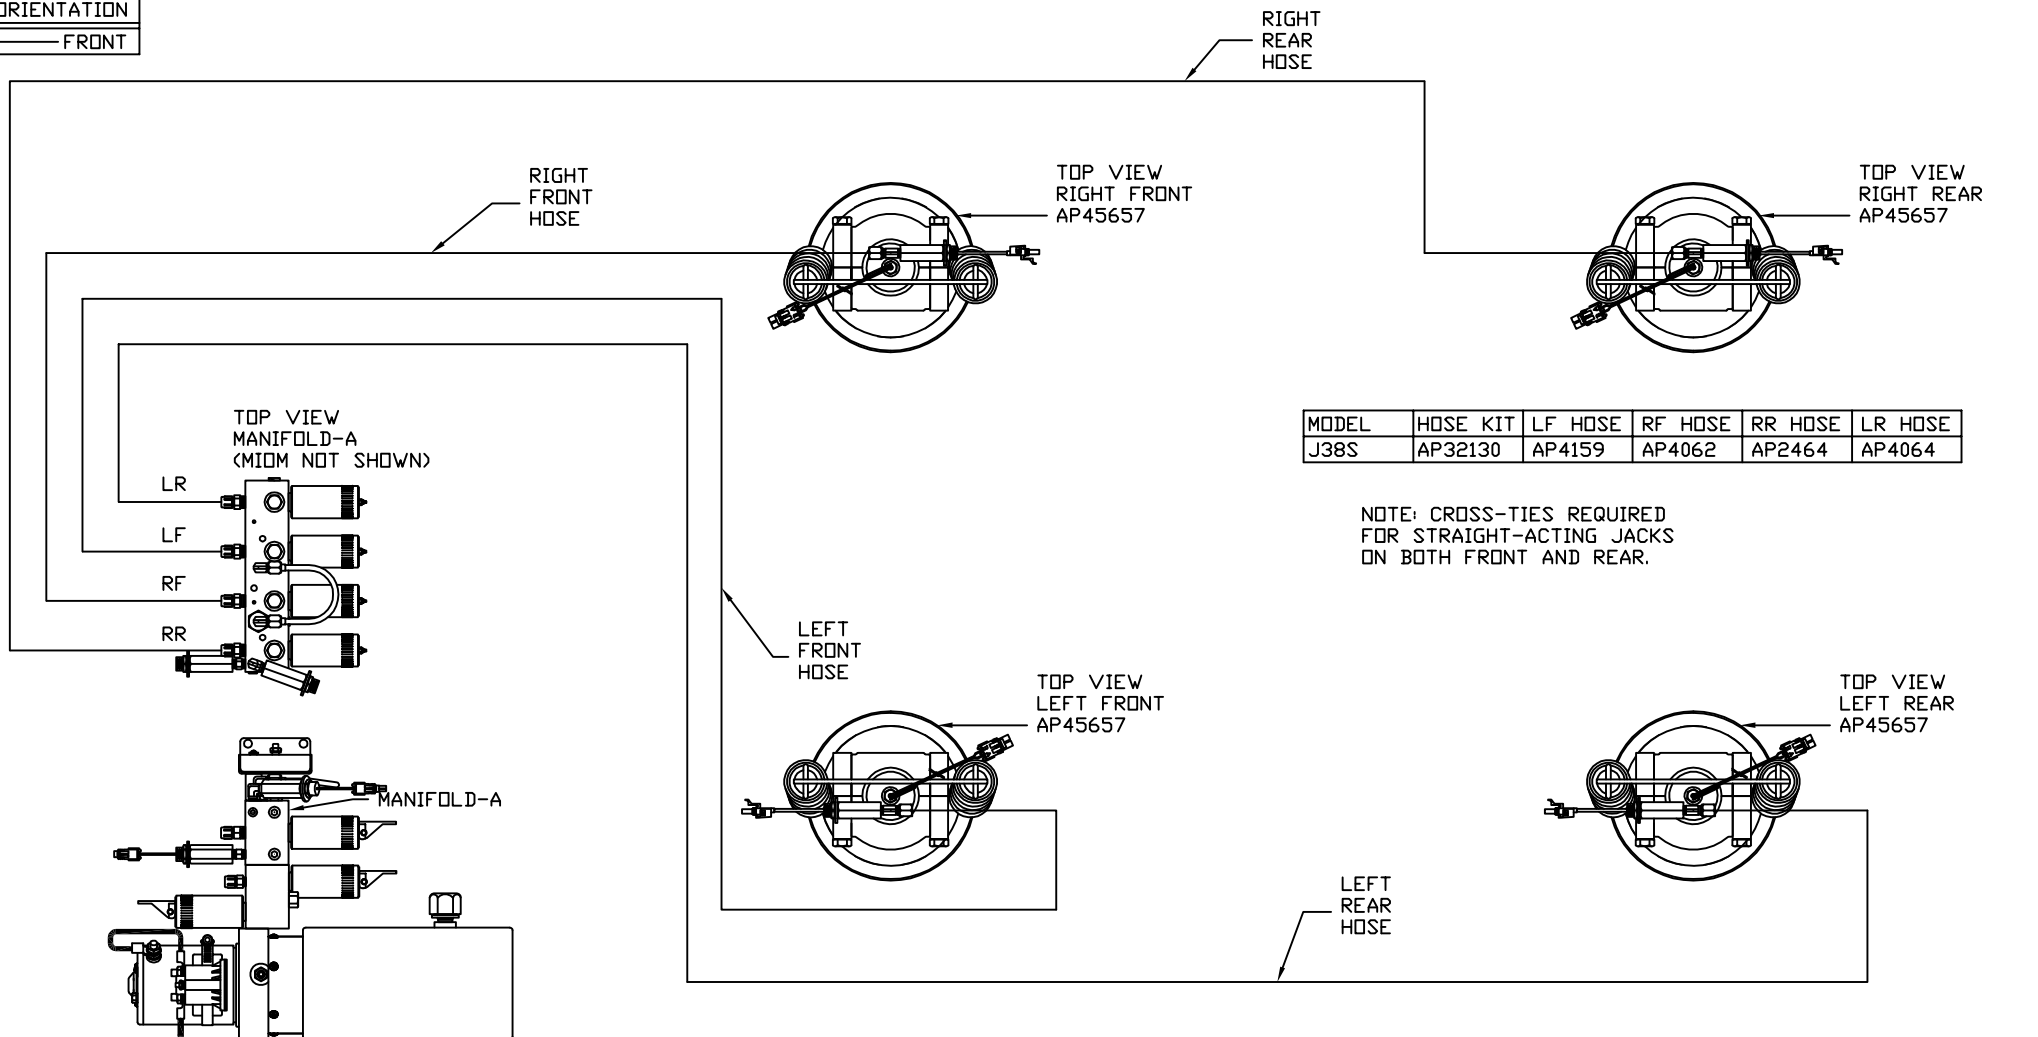 ORIENTATION
FRONT
RIGHT
REAR
HOSE
RIGHT
FRONT
HOSE
TOP VIEW
RIGHT FRONT
AP45657
TOP VIEW
RIGHT REAR
AP45657
TOP VIEW
MANIFOLD-A
(MIOM NOT SHOWN)
LR
LF
RF
RR
MODEL HOSE KIT LF HOSE RF HOSE RR HOSE LR HOSE
J38S AP32130 AP4159 AP4062 AP2464 AP4064
NOTE: CROSS-TIES REQUIRED
FOR STRAIGHT-ACTING JACKS
ON BOTH FRONT AND REAR.
LEFT
FRONT
HOSE
TOP VIEW
LEFT FRONT
AP45657
TOP VIEW
LEFT REAR
AP45657
MANIFOLD-A
LEFT
REAR
HOSE